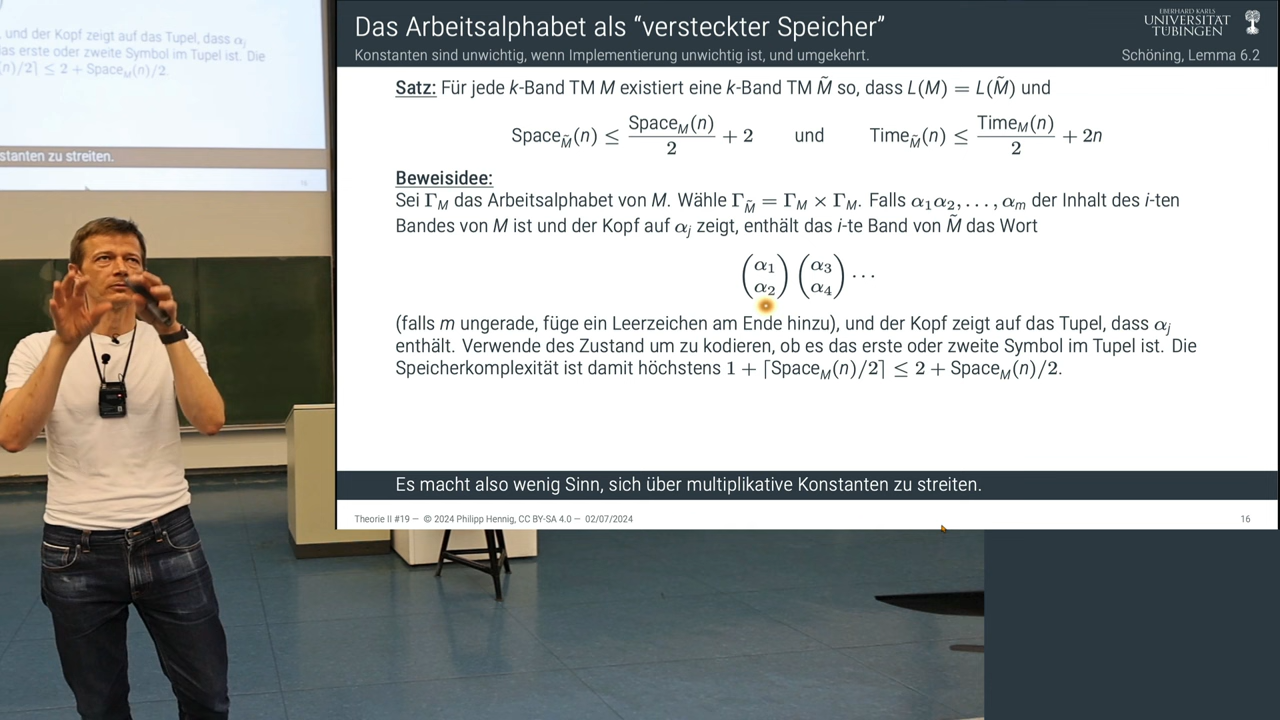 , und der Kopf zeigt auf das Tupel, dass αⱼ
das erste oder zweite Symbol im Tupel ist. Die
(n)/2⌉ ≤ 2 + Space_M(n)/2.
stanten zu streiten.
16
Das Arbeitsalphabet als “versteckter Speicher”
Konstanten sind unwichtig, wenn Implementierung unwichtig ist, und umgekehrt.
EBERHARD KARLS
UNIVERSITÄT
TÜBINGEN
Schöning, Lemma 6.2
Satz: Für jede k-Band TM M existiert eine k-Band TM M̃ so, dass L(M) = L(M̃) und
Space_M̃(n) ≤ Space_M(n)/2 + 2 und Time_M̃(n) ≤ Time_M(n)/2 + 2n
Beweisidee:
Sei Γ_M das Arbeitsalphabet von M. Wähle Γ_M̃ = Γ_M × Γ_M. Falls α₁α₂, . . . , α_m der Inhalt des i-ten
Bandes von M ist und der Kopf auf αⱼ zeigt, enthält das i-te Band von M̃ das Wort
(α₁ α₂) (α₃ α₄) ⋯
(falls m ungerade, füge ein Leerzeichen am Ende hinzu), und der Kopf zeigt auf das Tupel, dass αⱼ
enthält. Verwende des Zustand um zu kodieren, ob es das erste oder zweite Symbol im Tupel ist. Die
Speicherkomplexität ist damit höchstens 1 + ⌈Space_M(n)/2⌉ ≤ 2 + Space_M(n)/2.
Es macht also wenig Sinn, sich über multiplikative Konstanten zu streiten.
Theorie II #19 — © 2024 Philipp Hennig, CC BY-SA 4.0 — 02/07/2024
16